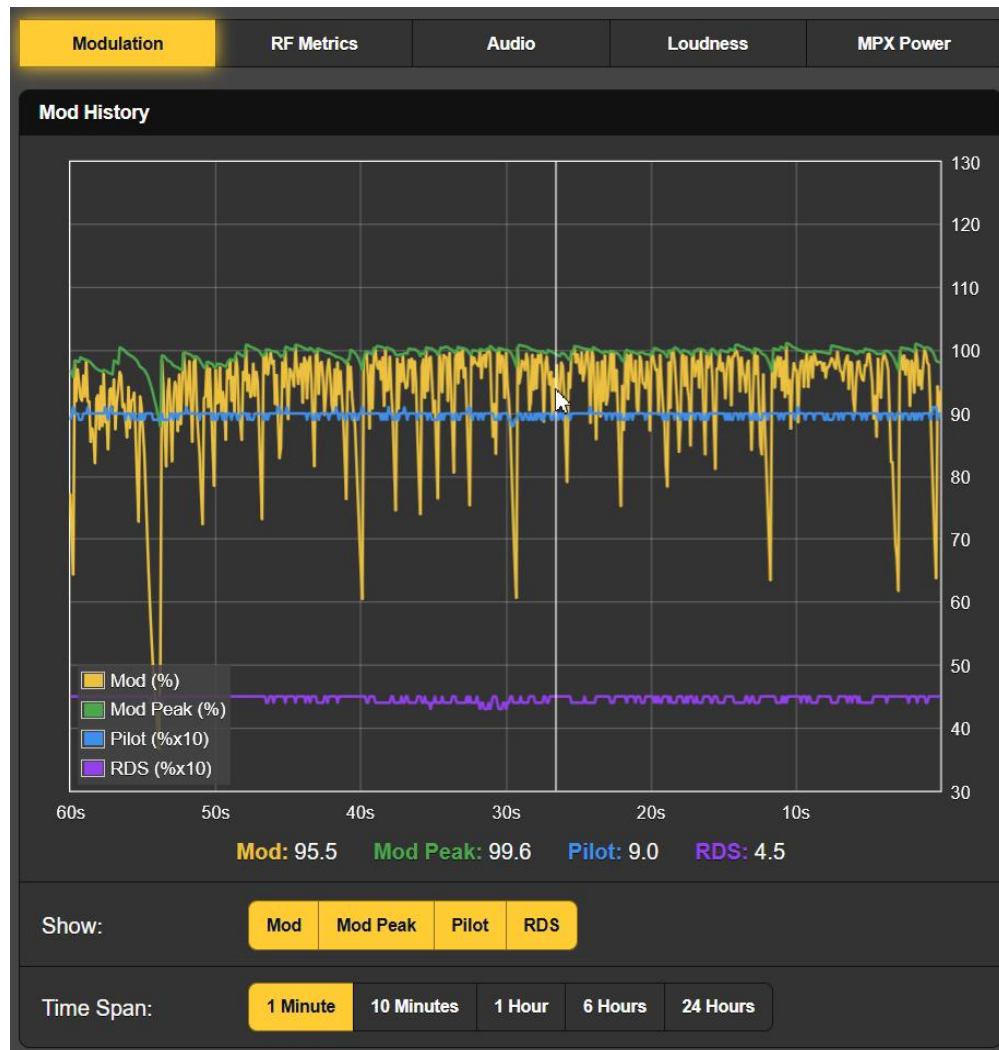 Modulation RF Metrics Audio Loudness MPX Power
Mod History
130
120
110
100
90
80
70
60
50
40
30
Mod (%)
Mod Peak (%)
Pilot (%x10)
RDS (%x10)
60s 50s 40s 30s 20s 10s
Mod: 95.5 Mod Peak: 99.6 Pilot: 9.0 RDS: 4.5
Show: Mod Mod Peak Pilot RDS
Time Span: 1 Minute 10 Minutes 1 Hour 6 Hours 24 Hours